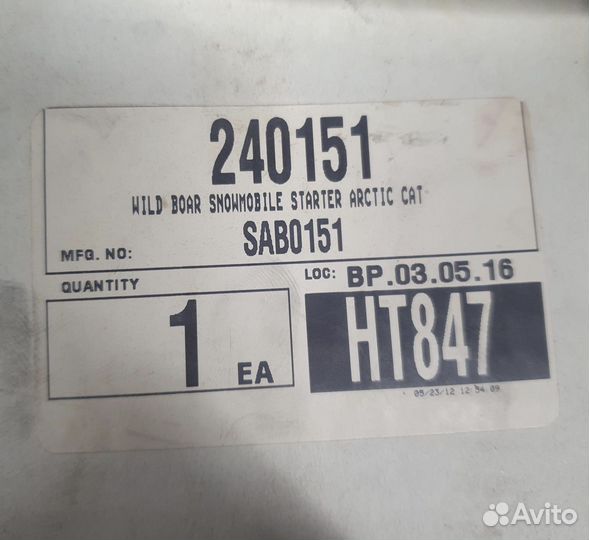 240151
WILD BOAR SNOWMOBILE STARTER ARCTIC CAT
MFG. NO: SAB0151
QUANTITY
1 EA
LOC: BP.03.05.16
HT847
05/23/12 12:54:09
Avito